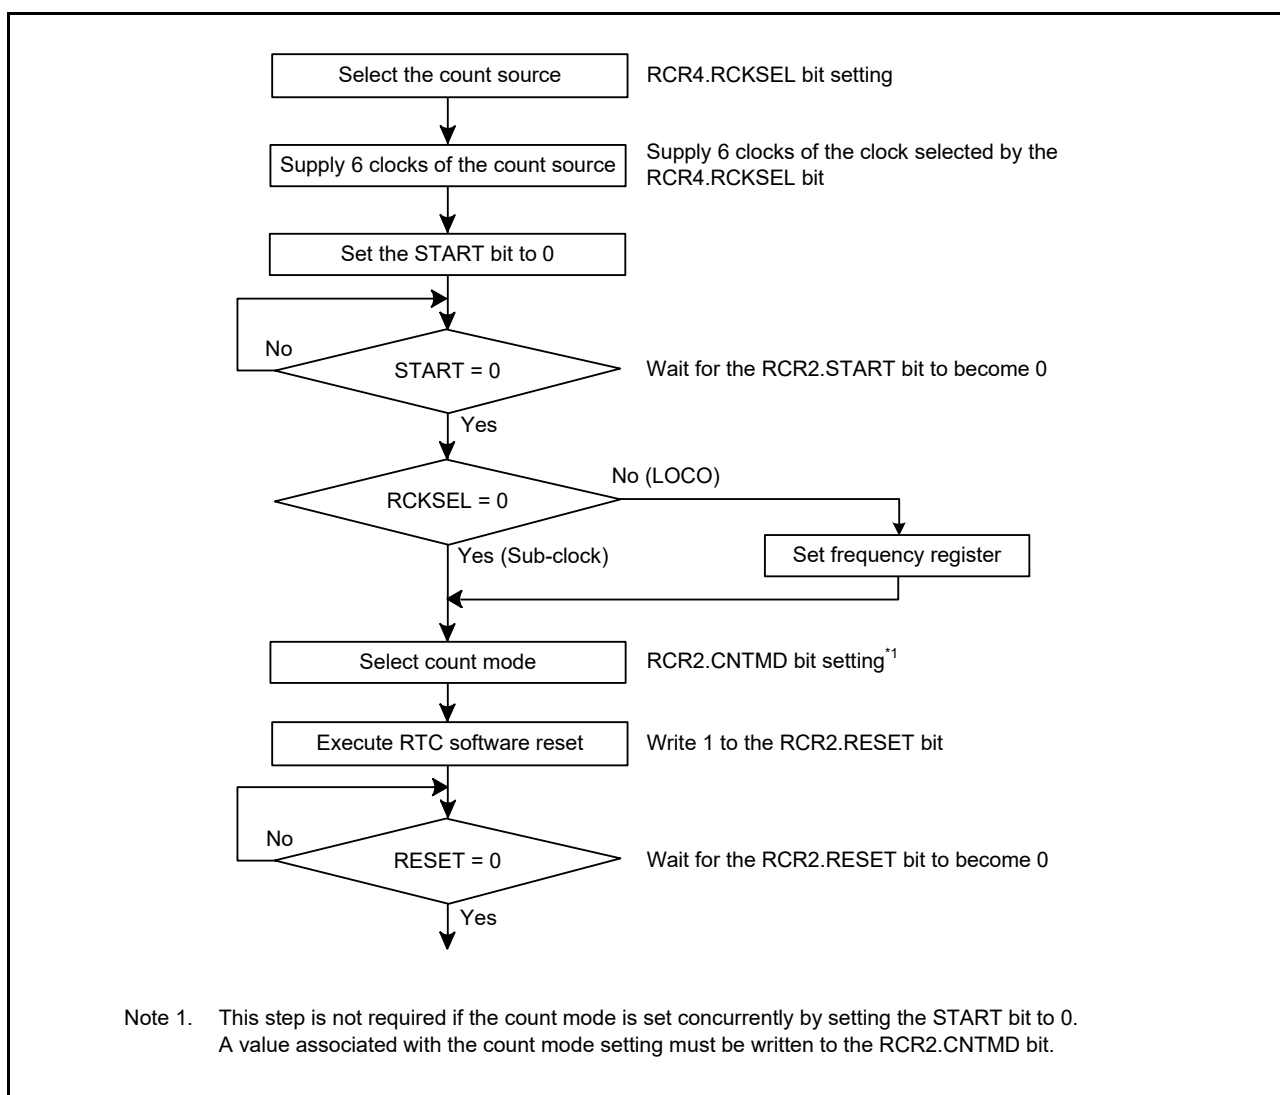 Select the count source
RCR4.RCKSEL bit setting
Supply 6 clocks of the count source
Supply 6 clocks of the clock selected by the
RCR4.RCKSEL bit
Set the START bit to 0
No
START = 0
Wait for the RCR2.START bit to become 0
Yes
No (LOCO)
RCKSEL = 0
Yes (Sub-clock)
Set frequency register
Select count mode
RCR2.CNTMD bit setting*1
Execute RTC software reset
Write 1 to the RCR2.RESET bit
No
RESET = 0
Wait for the RCR2.RESET bit to become 0
Yes
Note 1. This step is not required if the count mode is set concurrently by setting the START bit to 0.
A value associated with the count mode setting must be written to the RCR2.CNTMD bit.